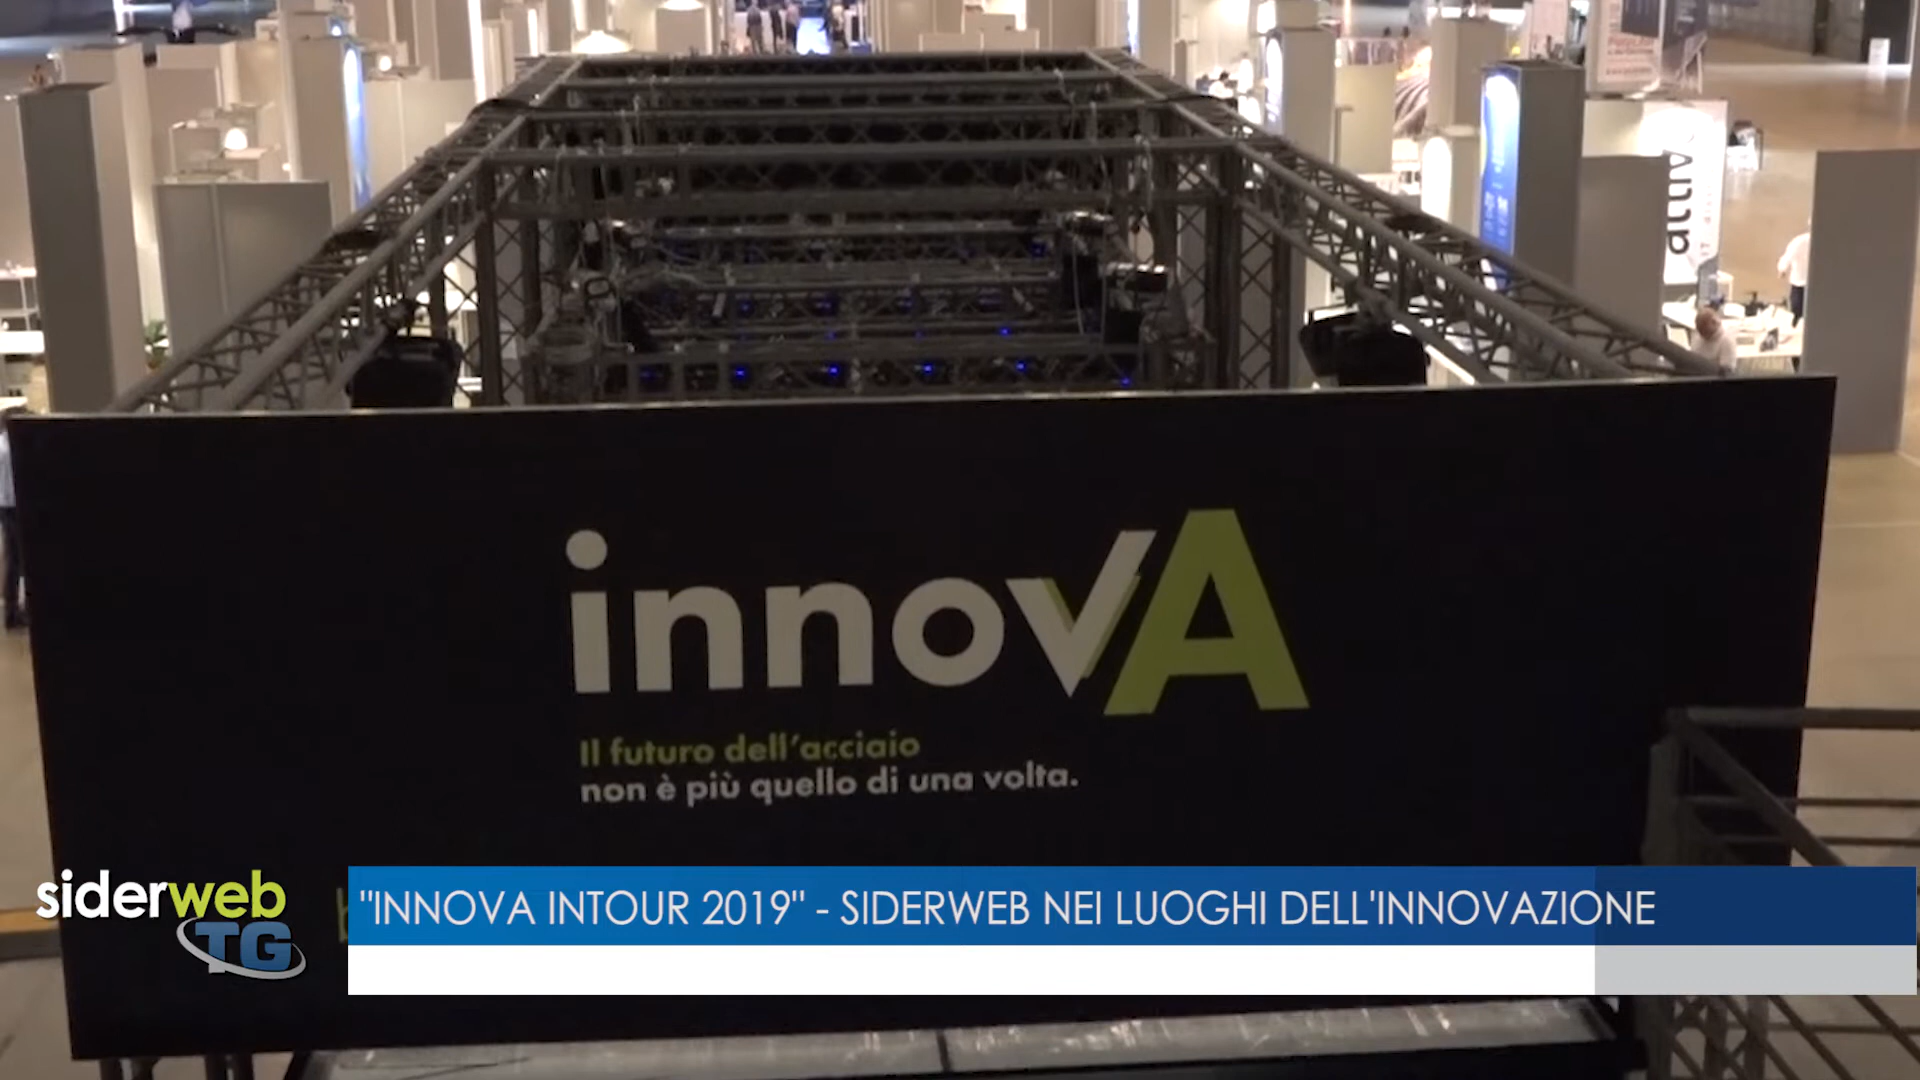 attiv
innovA
Il futuro dell'acciaio
non è più quello di una volta.
siderweb
TG
"INNOVA INTOUR 2019" - SIDERWEB NEI LUOGHI DELL'INNOVAZIONE